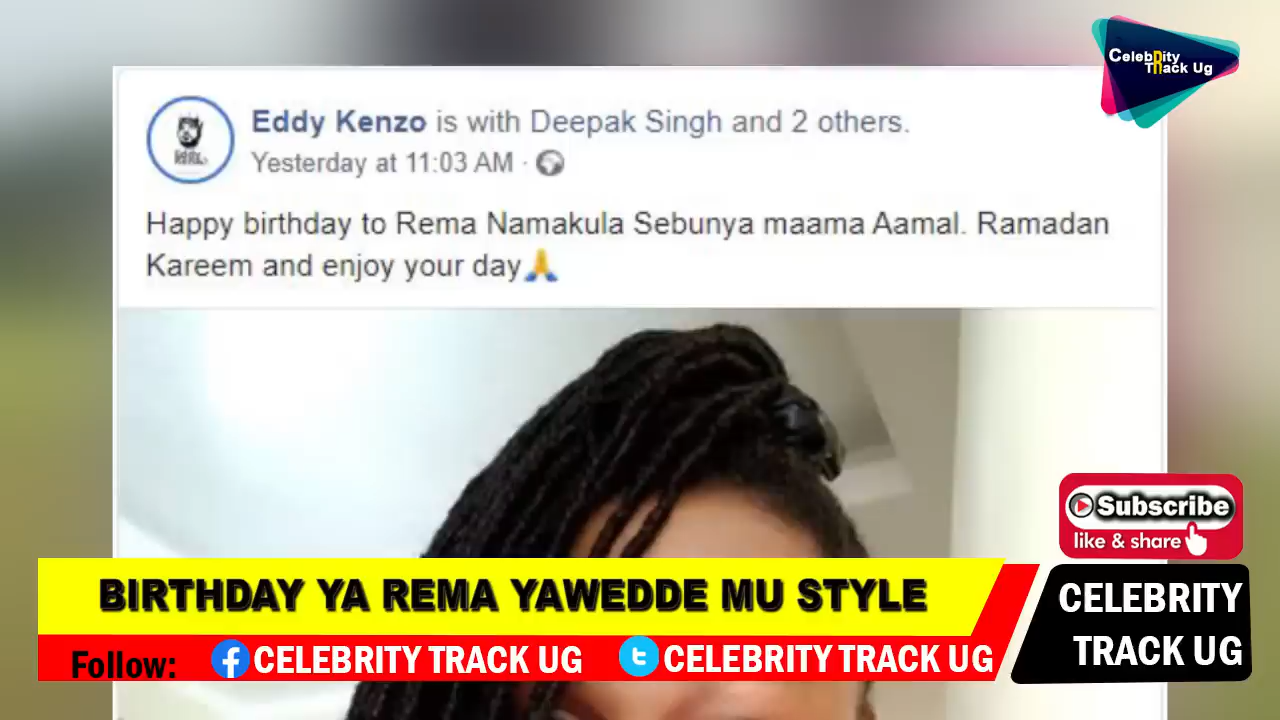 CelebRity
TRack Ug
Eddy Kenzo is with Deepak Singh and 2 others.
Yesterday at 11:03 AM ·
Happy birthday to Rema Namakula Sebunya maama Aamal. Ramadan
Kareem and enjoy your day🙏
Subscribe
like & share
BIRTHDAY YA REMA YAWEDDE MU STYLE
CELEBRITY
TRACK UG
Follow: CELEBRITY TRACK UG CELEBRITY TRACK UG